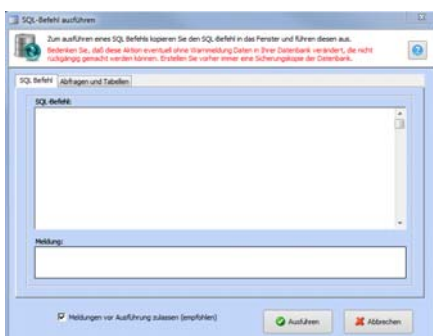 SQL-Befehl ausführen
Zum ausführen eines SQL Befehls kopieren Sie den SQL-Befehl in das Fenster und führen diesen aus.
Bedenken Sie, daß diese Aktion eventuell ohne Warnmeldung Daten in Ihrer Datenbank verändert, die nicht
rückgängig gemacht werden können. Erstellen Sie vorher immer eine Sicherungskopie der Datenbank.
SQL Befehl Abfragen und Tabellen
SQL-Befehl:
Meldung:
Meldungen vor Ausführung zulassen (empfohlen)
Ausführen Abbrechen